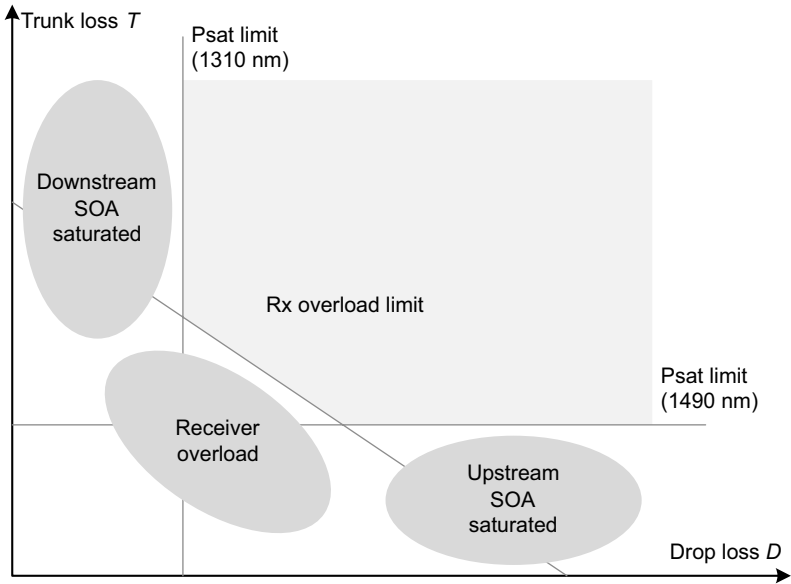 Trunk loss T
Psat limit
(1310 nm)
Downstream
SOA
saturated
Rx overload limit
Psat limit
(1490 nm)
Receiver
overload
Upstream
SOA
saturated
Drop loss D